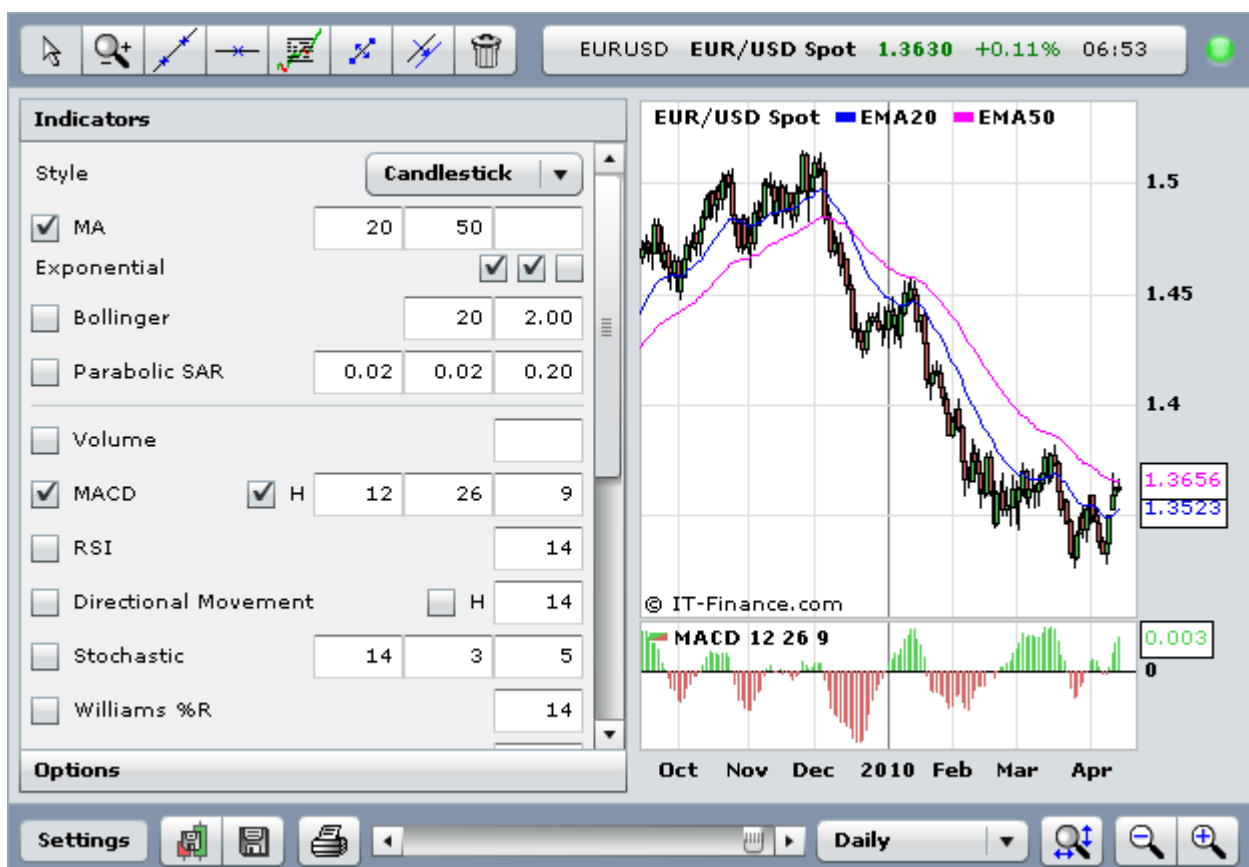 EURUSD EUR/USD Spot 1.3630 +0.11% 06:53
Indicators
Style Candlestick
MA 20 50
Exponential
Bollinger 20 2.00
Parabolic SAR 0.02 0.02 0.20
Volume
MACD H 12 26 9
RSI 14
Directional Movement H 14
Stochastic 14 3 5
Williams %R 14
Options
EUR/USD Spot EMA20 EMA50
1.5
1.45
1.4
1.3656
1.3523
© IT-Finance.com
MACD 12 26 9
0.003
0
Oct Nov Dec 2010 Feb Mar Apr
Settings Daily